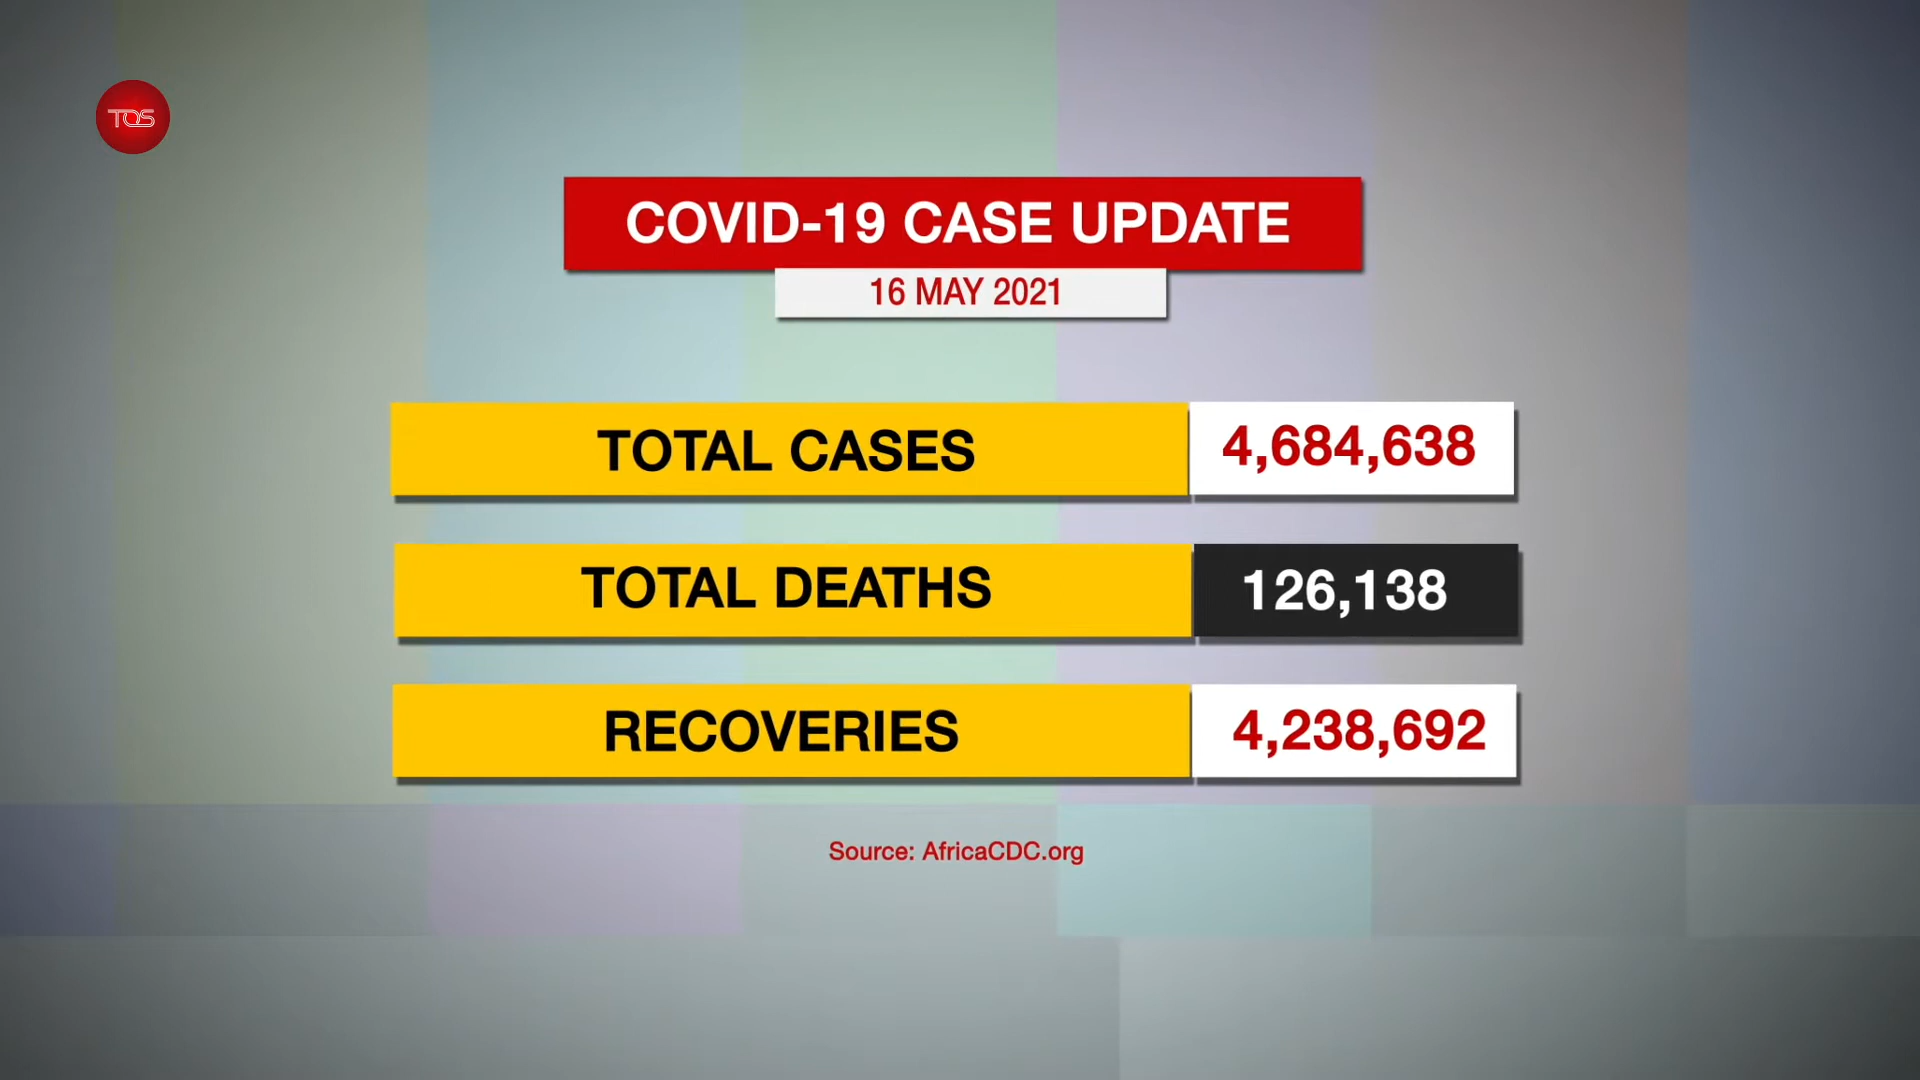 TOS
COVID-19 CASE UPDATE
16 MAY 2021
TOTAL CASES 4,684,638
TOTAL DEATHS 126,138
RECOVERIES 4,238,692
Source: AfricaCDC.org